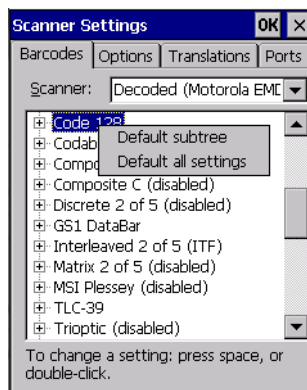 Scanner Settings OK
Barcodes Options Translations Ports
Scanner: Decoded (Motorola EMC
Code 128
Default subtree
Codab
Default all settings
Compo
Composite C (disabled)
Discrete 2 of 5 (disabled)
GS1 DataBar
Interleaved 2 of 5 (ITF)
Matrix 2 of 5 (disabled)
MSI Plessey (disabled)
TLC-39
Trioptic (disabled)
To change a setting: press space, or
double-click.